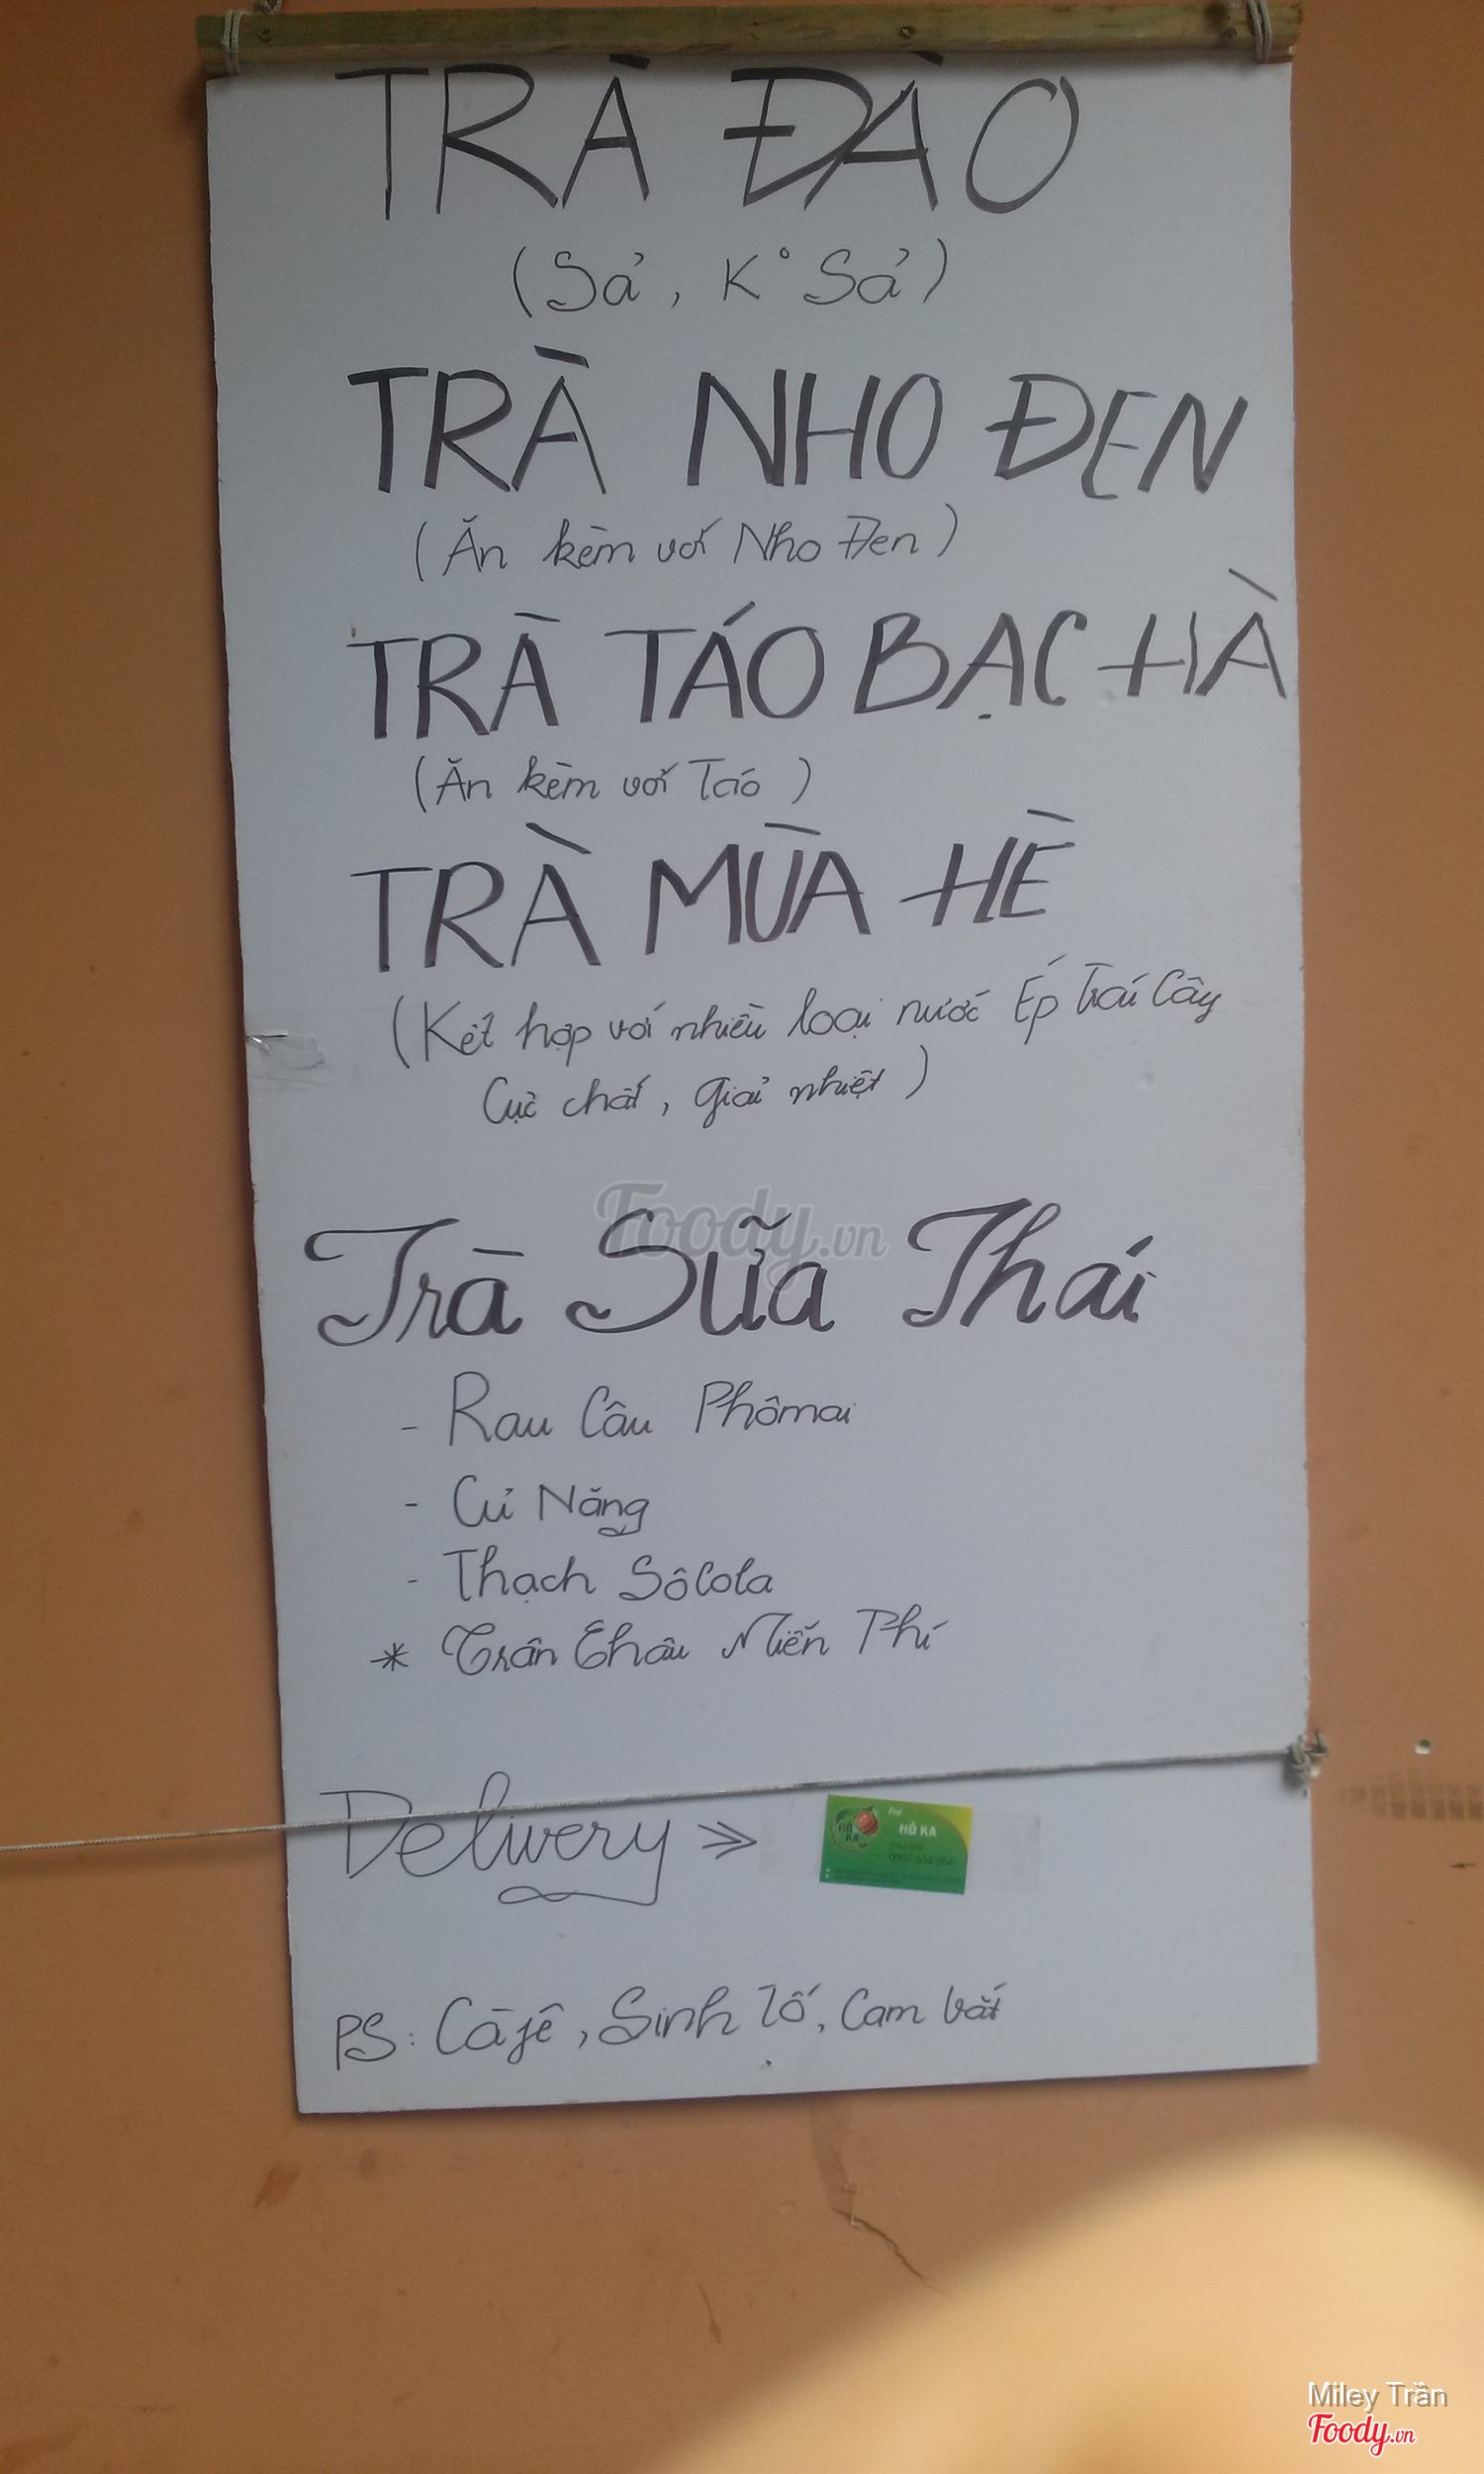 TRÀ ĐÀO
(Sả, K° Sả)
TRÀ NHO ĐEN
(Ăn kèm với Nho Đen)
TRÀ TÁO BẠC HÀ
(Ăn kèm với Táo)
TRÀ MÙA HÈ
(Kết hợp với nhiều loại nước Ép Trái Cây
Cực chất, giải nhiệt)
Foody.vn
Trà Sữa Thái
- Rau Câu Phômai
- Củ Năng
- Thạch Sôcola
* Trân Châu Miễn Phí
Delivery >>
HỒ KA
PS: Càfê, Sinh Tố, Cam vắt
Miley Trần
Foody.vn